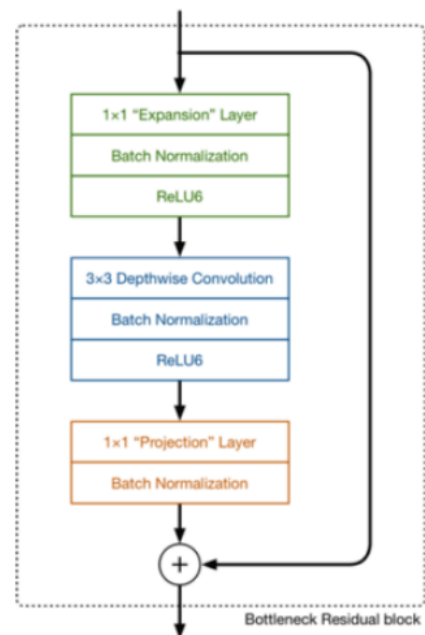 1×1 “Expansion” Layer
Batch Normalization
ReLU6
3×3 Depthwise Convolution
Batch Normalization
ReLU6
1×1 “Projection” Layer
Batch Normalization
+
Bottleneck Residual block